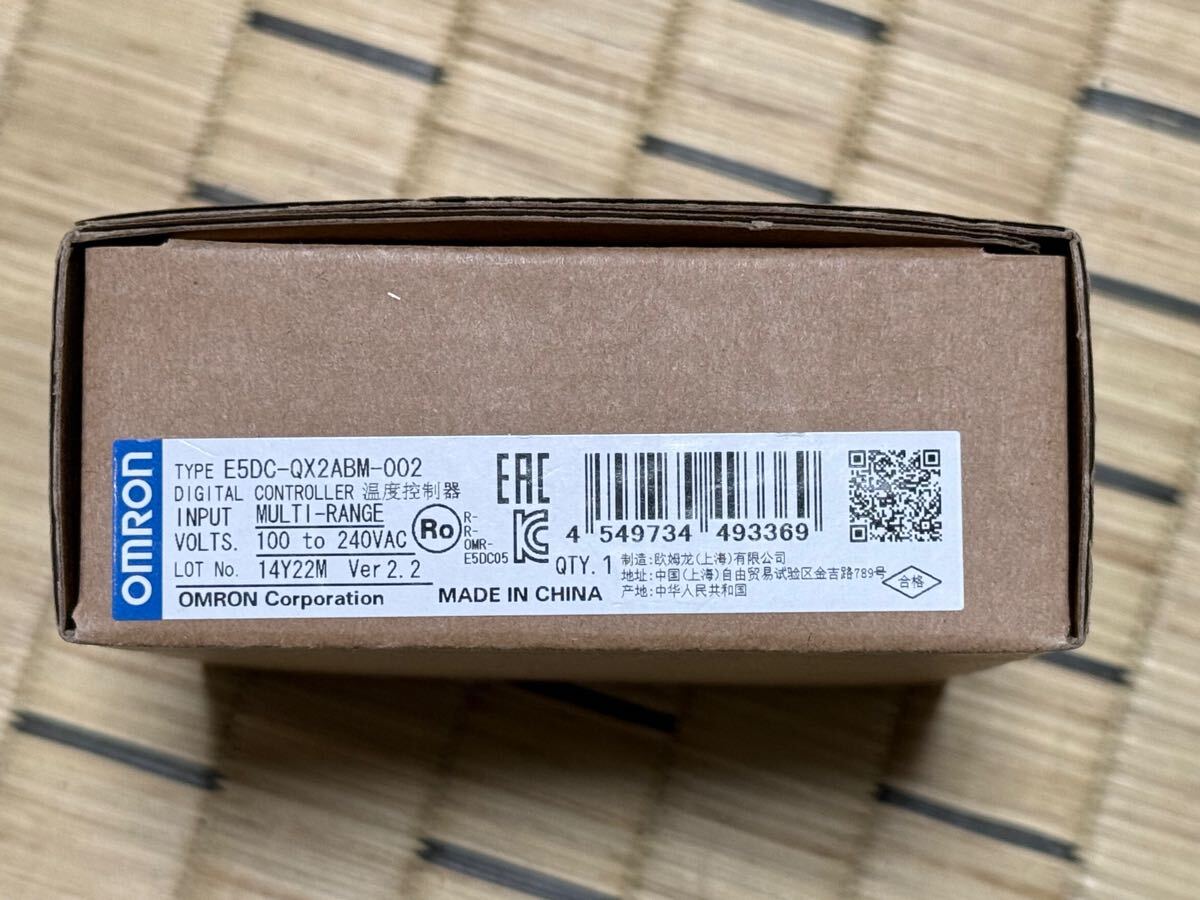 OMRON
TYPE E5DC-QX2ABM-002
DIGITAL CONTROLLER 温度控制器
INPUT MULTI-RANGE
VOLTS. 100 to 240VAC
LOT No. 14Y22M Ver 2.2
OMRON Corporation
Ro
R-
R-
OMR-
E5DC05
EAC
KC
MADE IN CHINA
4 549734 493369
QTY. 1
制造:欧姆龙(上海)有限公司
地址:中国(上海)自由贸易试验区金吉路789号
产地:中华人民共和国
合格